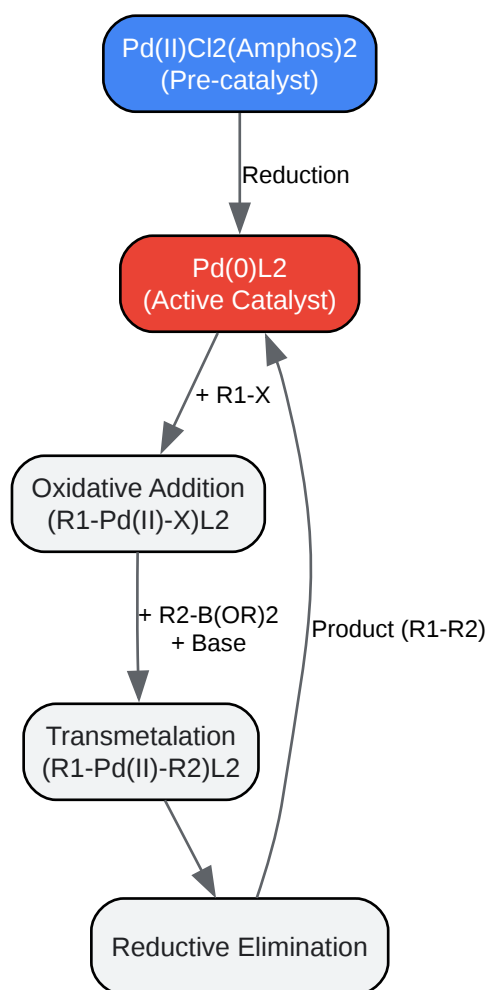 Pd(II)Cl2(Amphos)2
(Pre-catalyst)
Reduction
Pd(0)L2
(Active Catalyst)
+ R1-X
Oxidative Addition
(R1-Pd(II)-X)L2
+ R2-B(OR)2
+ Base
Product (R1-R2)
Transmetalation
(R1-Pd(II)-R2)L2
Reductive Elimination